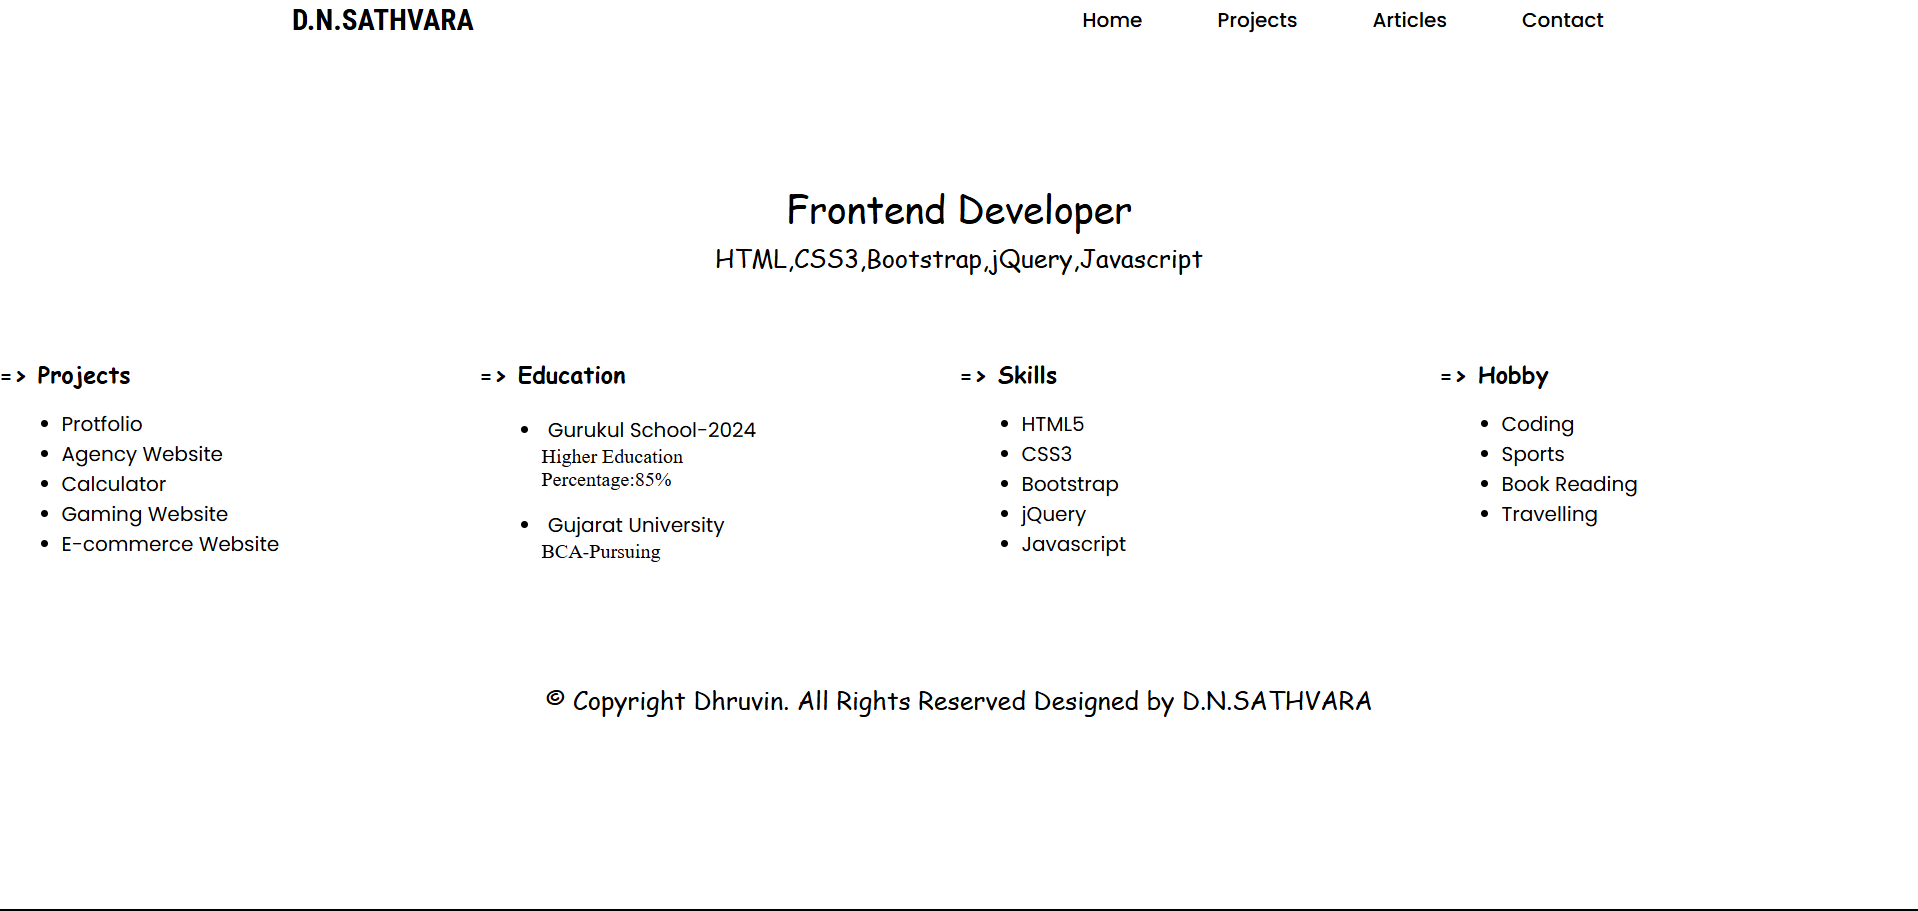 D.N.SATHVARA
Home Projects Articles Contact
Frontend Developer
HTML,CSS3,Bootstrap,jQuery,Javascript
=> Projects
Protfolio
Agency Website
Calculator
Gaming Website
E-commerce Website
=> Education
Gurukul School-2024
Higher Education
Percentage:85%
Gujarat University
BCA-Pursuing
=> Skills
HTML5
CSS3
Bootstrap
jQuery
Javascript
=> Hobby
Coding
Sports
Book Reading
Travelling
© Copyright Dhruvin. All Rights Reserved Designed by D.N.SATHVARA